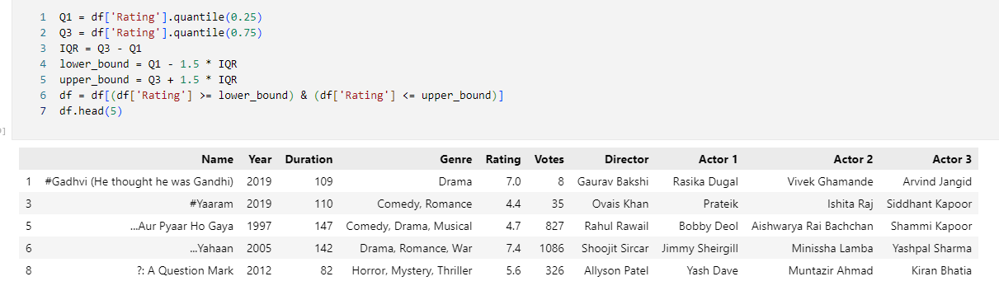 1 Q1 = df['Rating'].quantile(0.25)
2 Q3 = df['Rating'].quantile(0.75)
3 IQR = Q3 - Q1
4 lower_bound = Q1 - 1.5 * IQR
5 upper_bound = Q3 + 1.5 * IQR
6 df = df[(df['Rating'] >= lower_bound) & (df['Rating'] <= upper_bound)]
7 df.head(5)
Name Year Duration Genre Rating Votes Director Actor 1 Actor 2 Actor 3
1 #Gadhvi (He thought he was Gandhi) 2019 109 Drama 7.0 8 Gaurav Bakshi Rasika Dugal Vivek Ghamande Arvind Jangid
3 #Yaaram 2019 110 Comedy, Romance 4.4 35 Ovais Khan Prateik Ishita Raj Siddhant Kapoor
5 ...Aur Pyaar Ho Gaya 1997 147 Comedy, Drama, Musical 4.7 827 Rahul Rawail Bobby Deol Aishwarya Rai Bachchan Shammi Kapoor
6 ...Yahaan 2005 142 Drama, Romance, War 7.4 1086 Shoojit Sircar Jimmy Sheirgill Minissha Lamba Yashpal Sharma
8 ?: A Question Mark 2012 82 Horror, Mystery, Thriller 5.6 326 Allyson Patel Yash Dave Muntazir Ahmad Kiran Bhatia